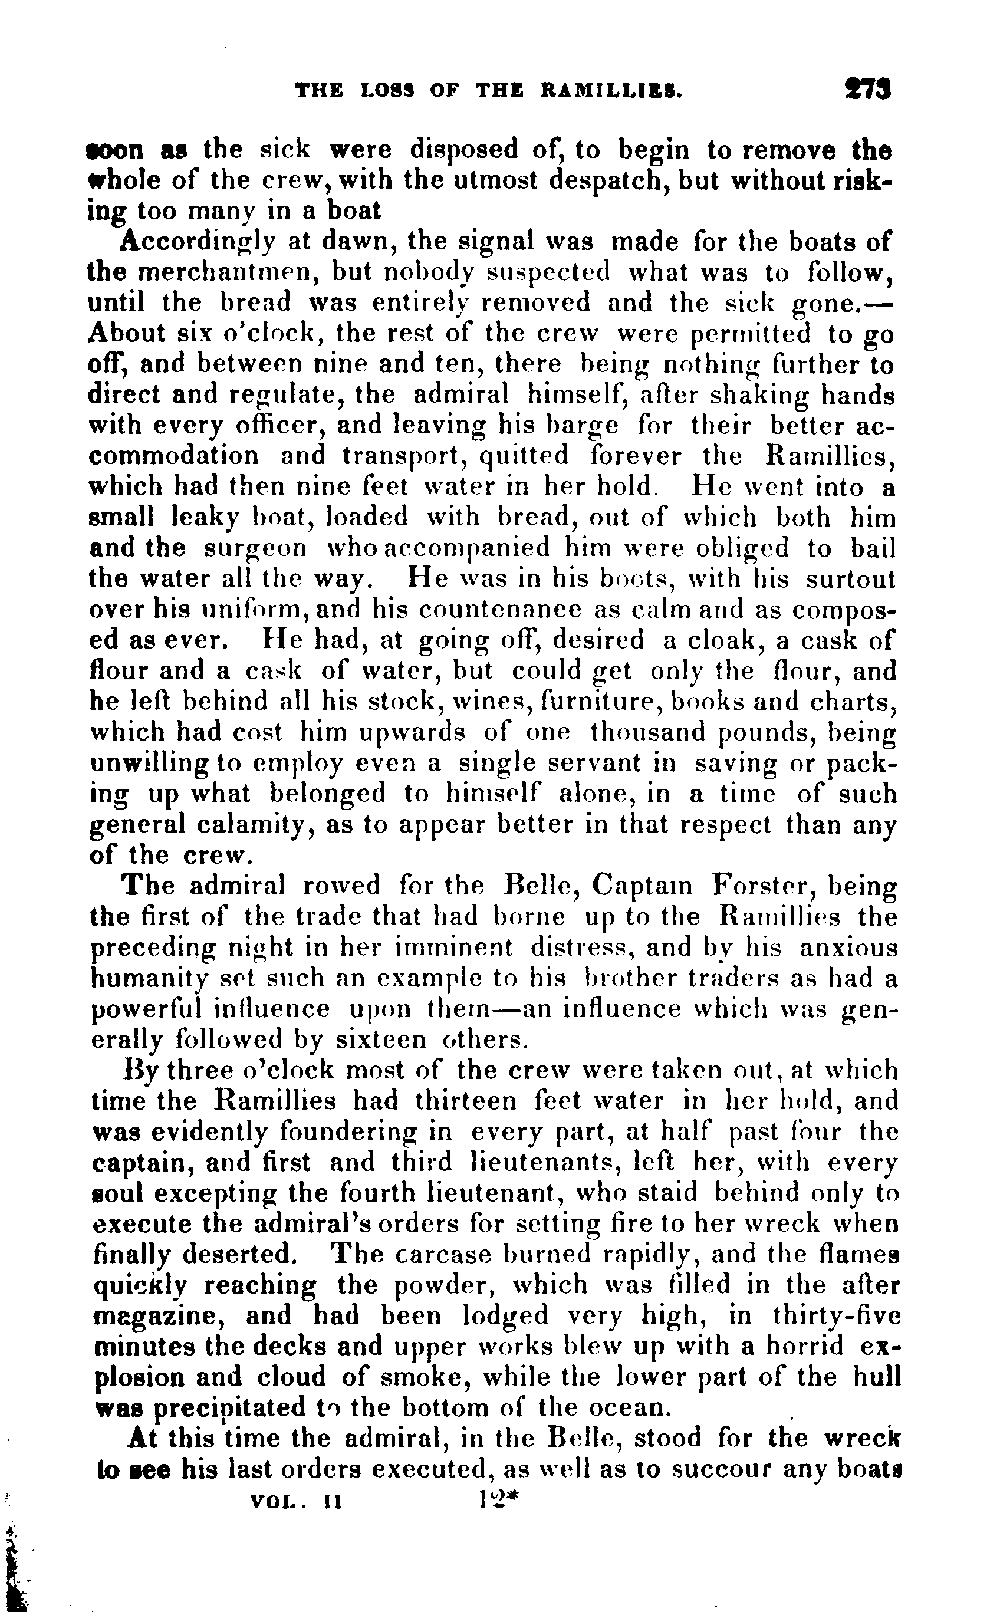 THE LOSS OF THE RAMILLIES. 273
soon as the sick were disposed of, to begin to remove the
whole of the crew, with the utmost despatch, but without risk-
ing too many in a boat
Accordingly at dawn, the signal was made for the boats of
the merchantmen, but nobody suspected what was to follow,
until the bread was entirely removed and the sick gone.—
About six o'clock, the rest of the crew were permitted to go
off, and between nine and ten, there being nothing further to
direct and regulate, the admiral himself, after shaking hands
with every officer, and leaving his barge for their better ac-
commodation and transport, quitted forever the Ramillies,
which had then nine feet water in her hold. He went into a
small leaky boat, loaded with bread, out of which both him
and the surgeon who accompanied him were obliged to bail
the water all the way. He was in his boots, with his surtout
over his uniform, and his countenance as calm and as compos-
ed as ever. He had, at going off, desired a cloak, a cask of
flour and a cask of water, but could get only the flour, and
he left behind all his stock, wines, furniture, books and charts,
which had cost him upwards of one thousand pounds, being
unwilling to employ even a single servant in saving or pack-
ing up what belonged to himself alone, in a time of such
general calamity, as to appear better in that respect than any
of the crew.
The admiral rowed for the Belle, Captain Forster, being
the first of the trade that had borne up to the Ramillies the
preceding night in her imminent distress, and by his anxious
humanity set such an example to his brother traders as had a
powerful influence upon them—an influence which was gen-
erally followed by sixteen others.
By three o'clock most of the crew were taken out, at which
time the Ramillies had thirteen feet water in her hold, and
was evidently foundering in every part, at half past four the
captain, and first and third lieutenants, left her, with every
soul excepting the fourth lieutenant, who staid behind only to
execute the admiral's orders for setting fire to her wreck when
finally deserted. The carcase burned rapidly, and the flames
quickly reaching the powder, which was filled in the after
magazine, and had been lodged very high, in thirty-five
minutes the decks and upper works blew up with a horrid ex-
plosion and cloud of smoke, while the lower part of the hull
was precipitated to the bottom of the ocean.
At this time the admiral, in the Belle, stood for the wreck
to see his last orders executed, as well as to succour any boats
VOL. II 12*